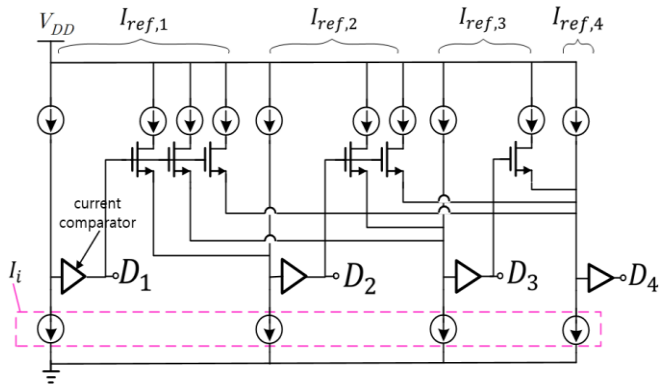 V_DD
I_ref,1
I_ref,2
I_ref,3
I_ref,4
current
comparator
I_i
D_1
D_2
D_3
D_4